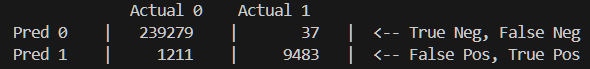 Actual 0 Actual 1
Pred 0 | 239279 | 37 | <-- True Neg, False Neg
Pred 1 | 1211 | 9483 | <-- False Pos, True Pos